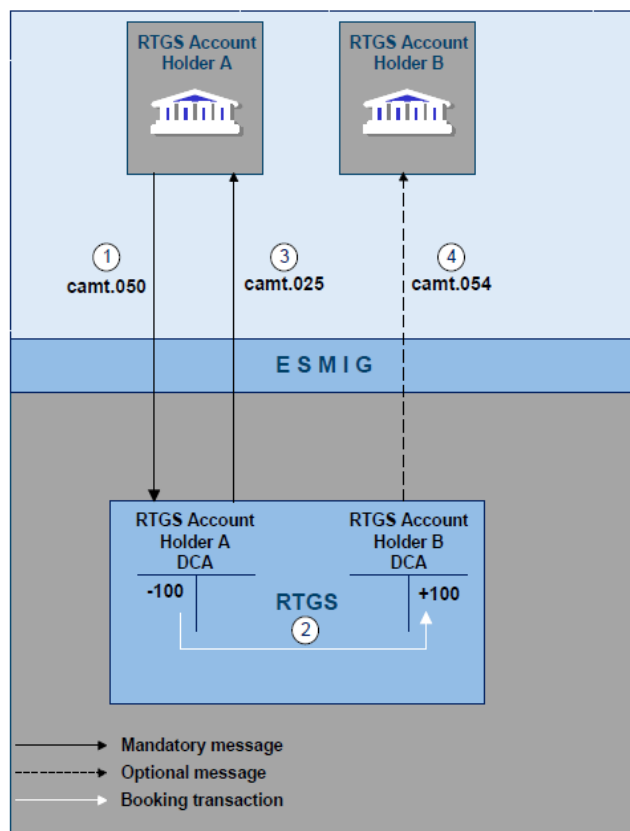 RTGS Account
Holder A
RTGS Account
Holder B
1
camt.050
3
camt.025
4
camt.054
ESMIG
RTGS Account
Holder A
DCA
RTGS Account
Holder B
DCA
-100
+100
RTGS
2
Mandatory message
Optional message
Booking transaction